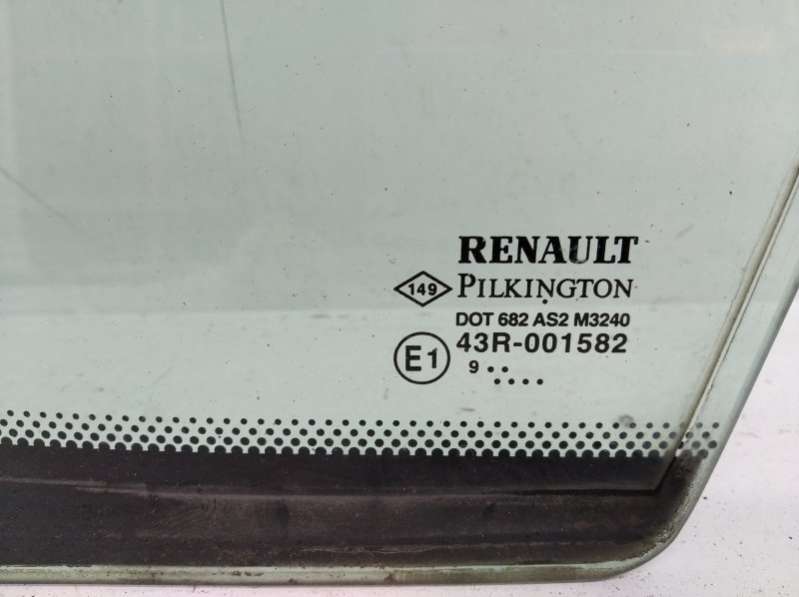 RENAULT
149 PILKINGTON
DOT 682 AS2 M3240
E1 43R-001582
9